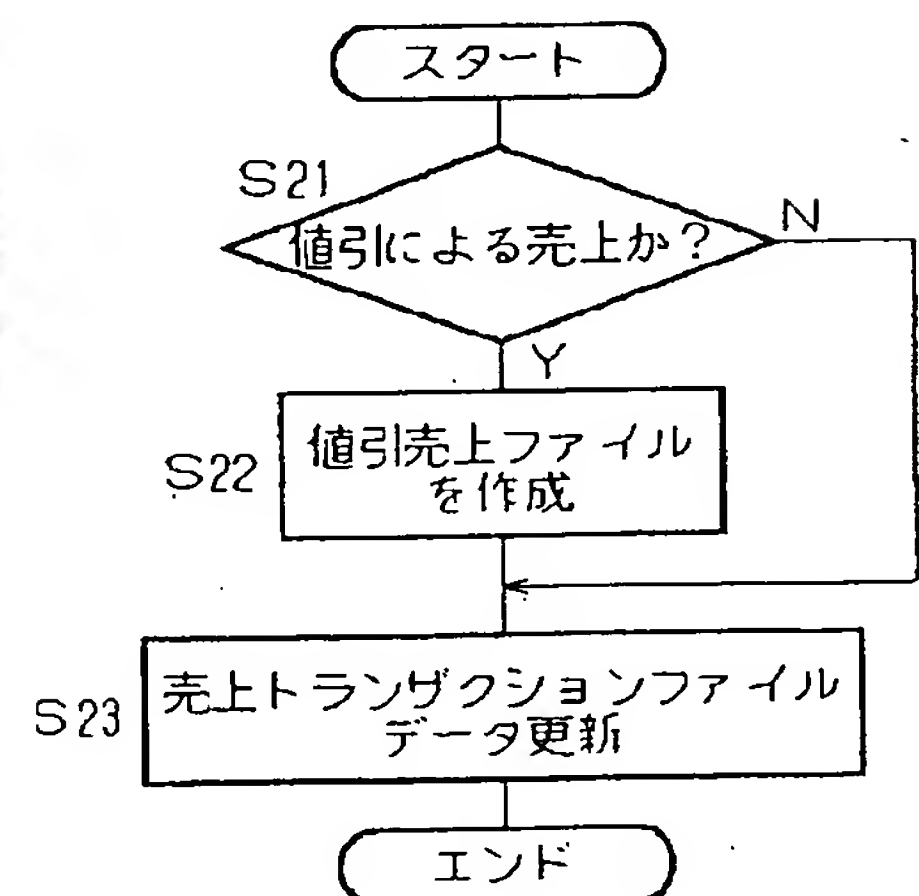 スタート
S21
値引による売上か?
N
Y
S22
値引売上ファイル
を作成
S23
売上トランザクションファイル
データ更新
エンド